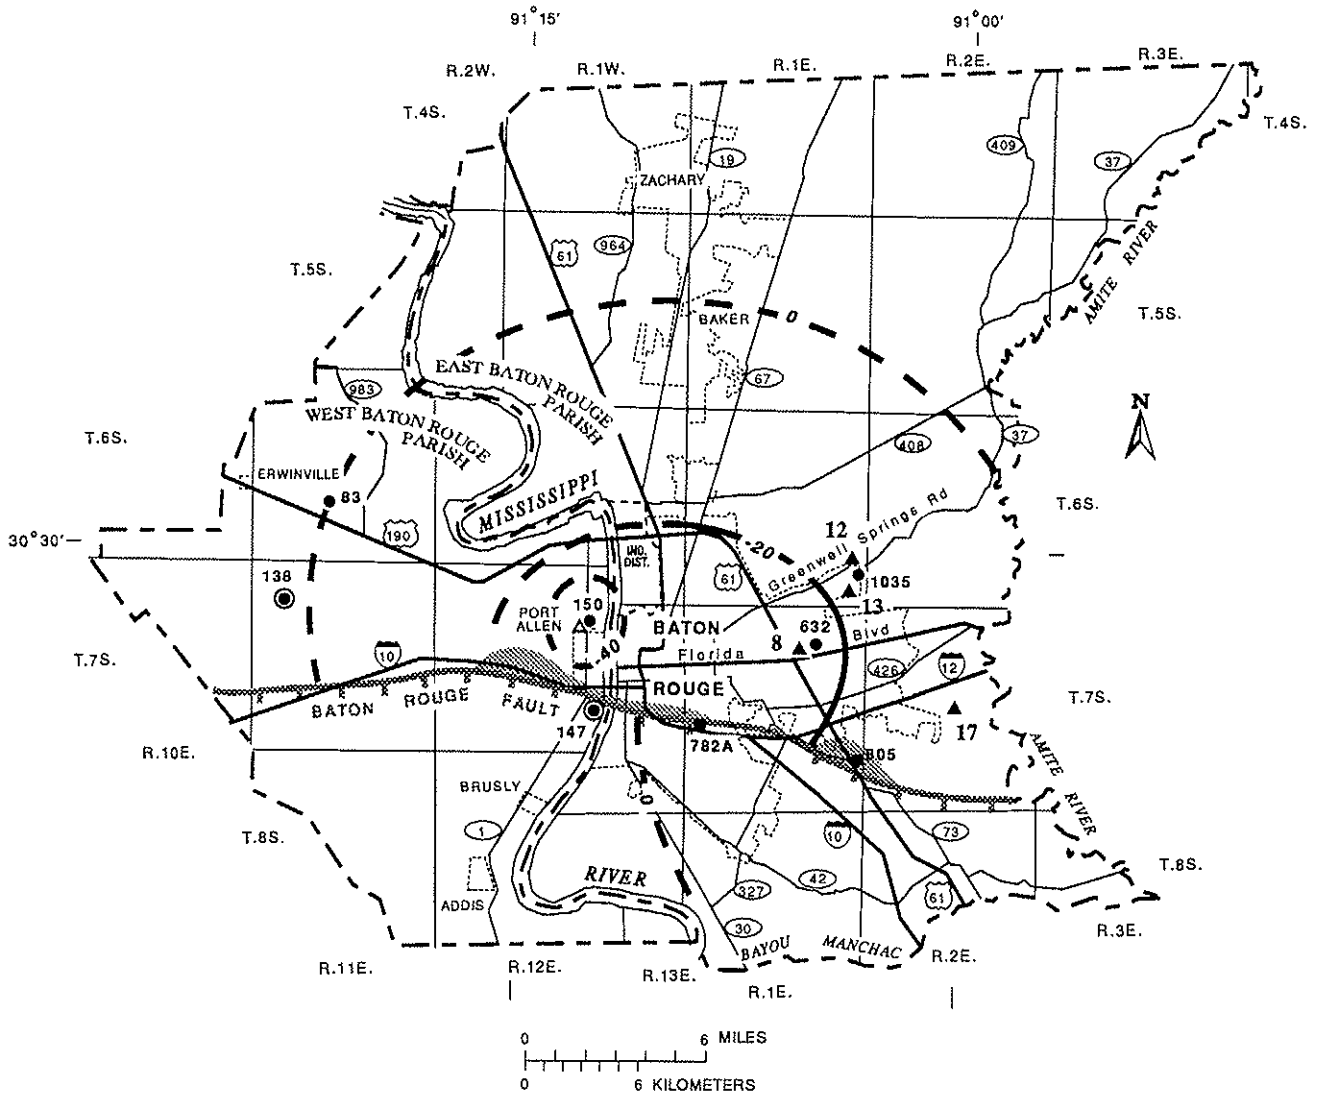 91°15'
91°00'
R.2W.
R.1W.
R.1E.
R.2E.
R.3E.
T.4S.
T.4S.
19
409
37
ZACHARY
61
964
T.5S.
AMITE RIVER
T.5S.
BAKER
0
EAST BATON ROUGE
PARISH
67
983
WEST BATON ROUGE
PARISH
N
T.6S.
408
37
ERWINVILLE
83
MISSISSIPPI
T.6S.
190
30°30'
IND.
DIST.
-20
Greenwell Springs Rd
12
61
138
1035
13
150
PORT
ALLEN
BATON
632
8
Florida Blvd
-40
T.7S.
10
426
12
ROUGE
T.7S.
BATON ROUGE FAULT
147
782A
17
R.10E.
805
AMITE RIVER
BRUSLY
0
T.8S.
1
10
73
T.8S.
RIVER
327
42
61
ADDIS
30
BAYOU MANCHAC
R.3E.
R.11E.
R.12E.
R.13E.
R.1E.
R.2E.
0 6 MILES
0 6 KILOMETERS